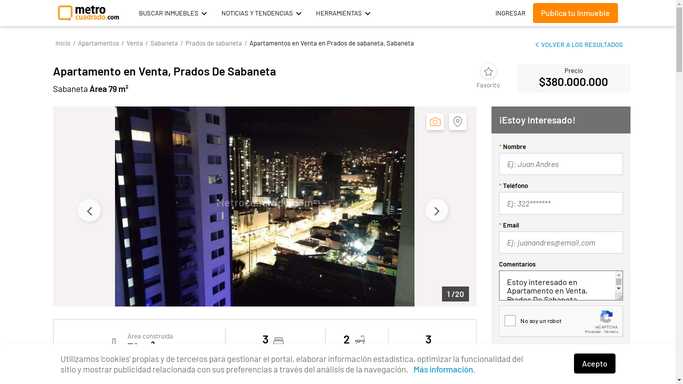 metro
cuadrado.com
BUSCAR INMUEBLES
NOTICIAS Y TENDENCIAS
HERRAMIENTAS
INGRESAR
Publica tu Inmueble
Inicio / Apartamentos / Venta / Sabaneta / Prados de sabaneta / Apartamentos en Venta en Prados de sabaneta, Sabaneta
VOLVER A LOS RESULTADOS
Apartamento en Venta, Prados De Sabaneta
Sabaneta Área 79 m²
Favorito
Precio
$380.000.000
1 / 20
¡Estoy Interesado!
* Nombre
Ej: Juan Andres
* Teléfono
Ej: 322*******
* Email
Ej: juanandres@email.com
Comentarios
Estoy interesado en
Apartamento en Venta,
Prados De Sabaneta
No soy un robot
reCAPTCHA
Privacidad - Términos
Área construida
3
2
3
Utilizamos 'cookies' propias y de terceros para gestionar el portal, elaborar información estadística, optimizar la funcionalidad del
sitio y mostrar publicidad relacionada con sus preferencias a través del análisis de la navegación. Más información.
Acepto